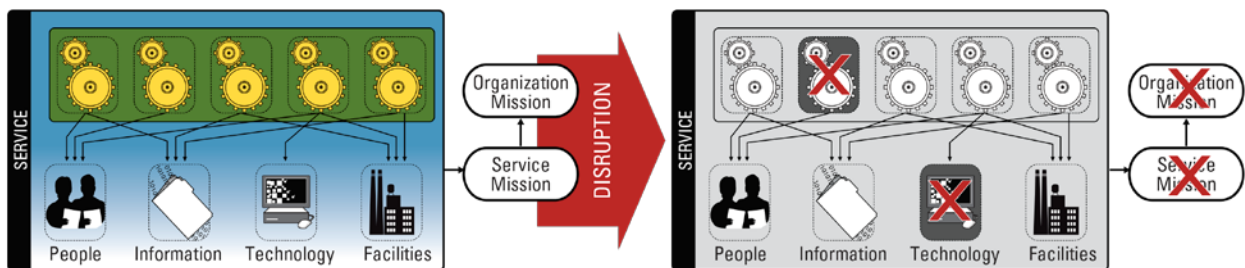 SERVICE
People
Information
Technology
Facilities
Organization
Mission
Service
Mission
DISRUPTION
SERVICE
People
Information
Technology
Facilities
Organization
Mission
Service
Mission